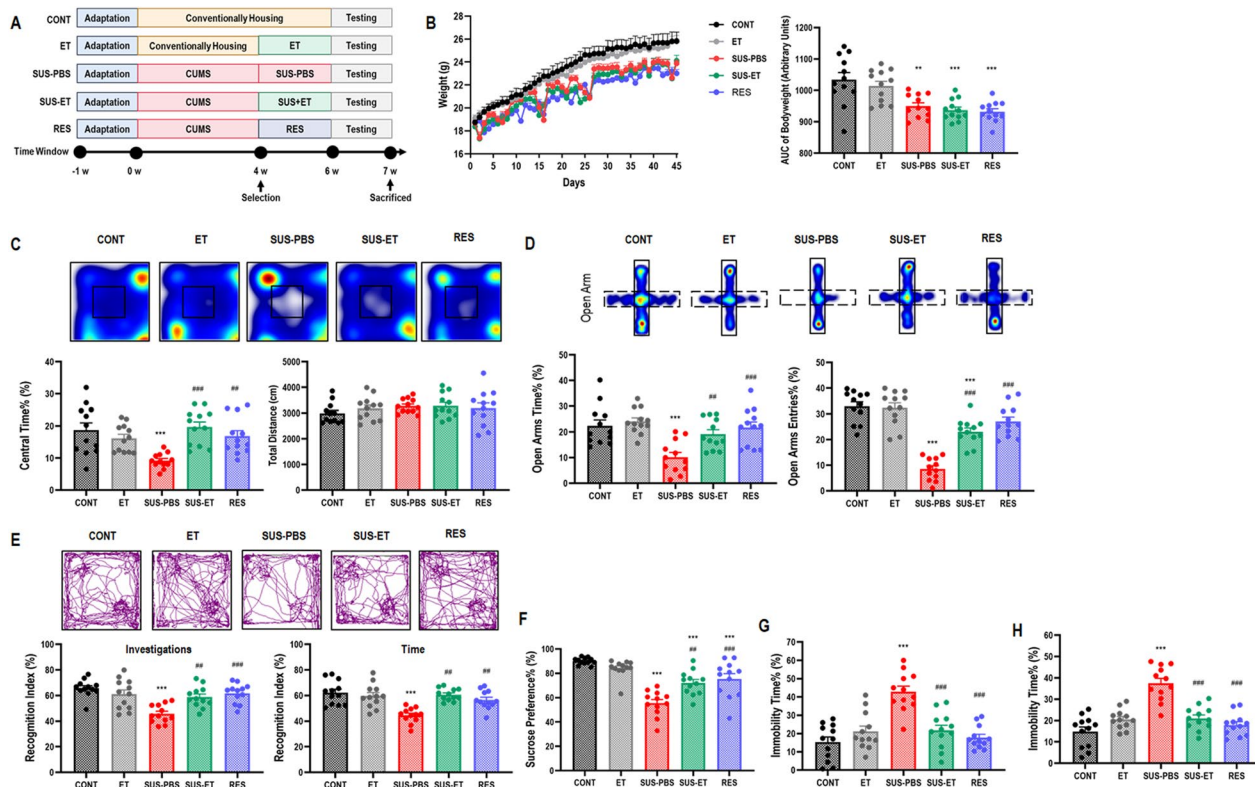 A
CONT Adaptation Conventionally Housing Testing
ET Adaptation Conventionally Housing ET Testing
SUS-PBS Adaptation CUMS SUS-PBS Testing
SUS-ET Adaptation CUMS SUS+ET Testing
RES Adaptation CUMS RES Testing
Time Window
-1 w 0 w 4 w 6 w 7 w
Selection Sacrificed
B
Weight (g)
28
26
24
22
20
18
16
0 5 10 15 20 25 30 35 40 45
Days
CONT
ET
SUS-PBS
SUS-ET
RES
AUC of Bodyweight (Arbitrary Units)
1200
1100
1000
900
800
** *** ***
CONT ET SUS-PBS SUS-ET RES
C
CONT ET SUS-PBS SUS-ET RES
Central Time% (%)
40
30
20
10
0
*** ### ##
CONT ET SUS-PBS SUS-ET RES
Total Distance (cm)
6000
5000
4000
3000
2000
1000
0
CONT ET SUS-PBS SUS-ET RES
D
CONT ET SUS-PBS SUS-ET RES
Open Arm
Open Arms Time% (%)
50
40
30
20
10
0
*** ## ###
CONT ET SUS-PBS SUS-ET RES
Open Arms Entries% (%)
50
40
30
20
10
0
*** *** ### ###
CONT ET SUS-PBS SUS-ET RES
E
CONT ET SUS-PBS SUS-ET RES
Investigations
Recognition Index (%)
100
80
60
40
20
0
*** ## ###
CONT ET SUS-PBS SUS-ET RES
Time
Recognition Index (%)
100
80
60
40
20
0
*** ## ##
CONT ET SUS-PBS SUS-ET RES
F
Sucrose Preference% (%)
100
80
60
40
20
0
*** *** ***
## ###
CONT ET SUS-PBS SUS-ET RES
G
Immobility Time% (%)
70
60
50
40
30
20
10
0
*** ### ###
CONT ET SUS-PBS SUS-ET RES
H
Immobility Time% (%)
60
50
40
30
20
10
0
*** ### ###
CONT ET SUS-PBS SUS-ET RES